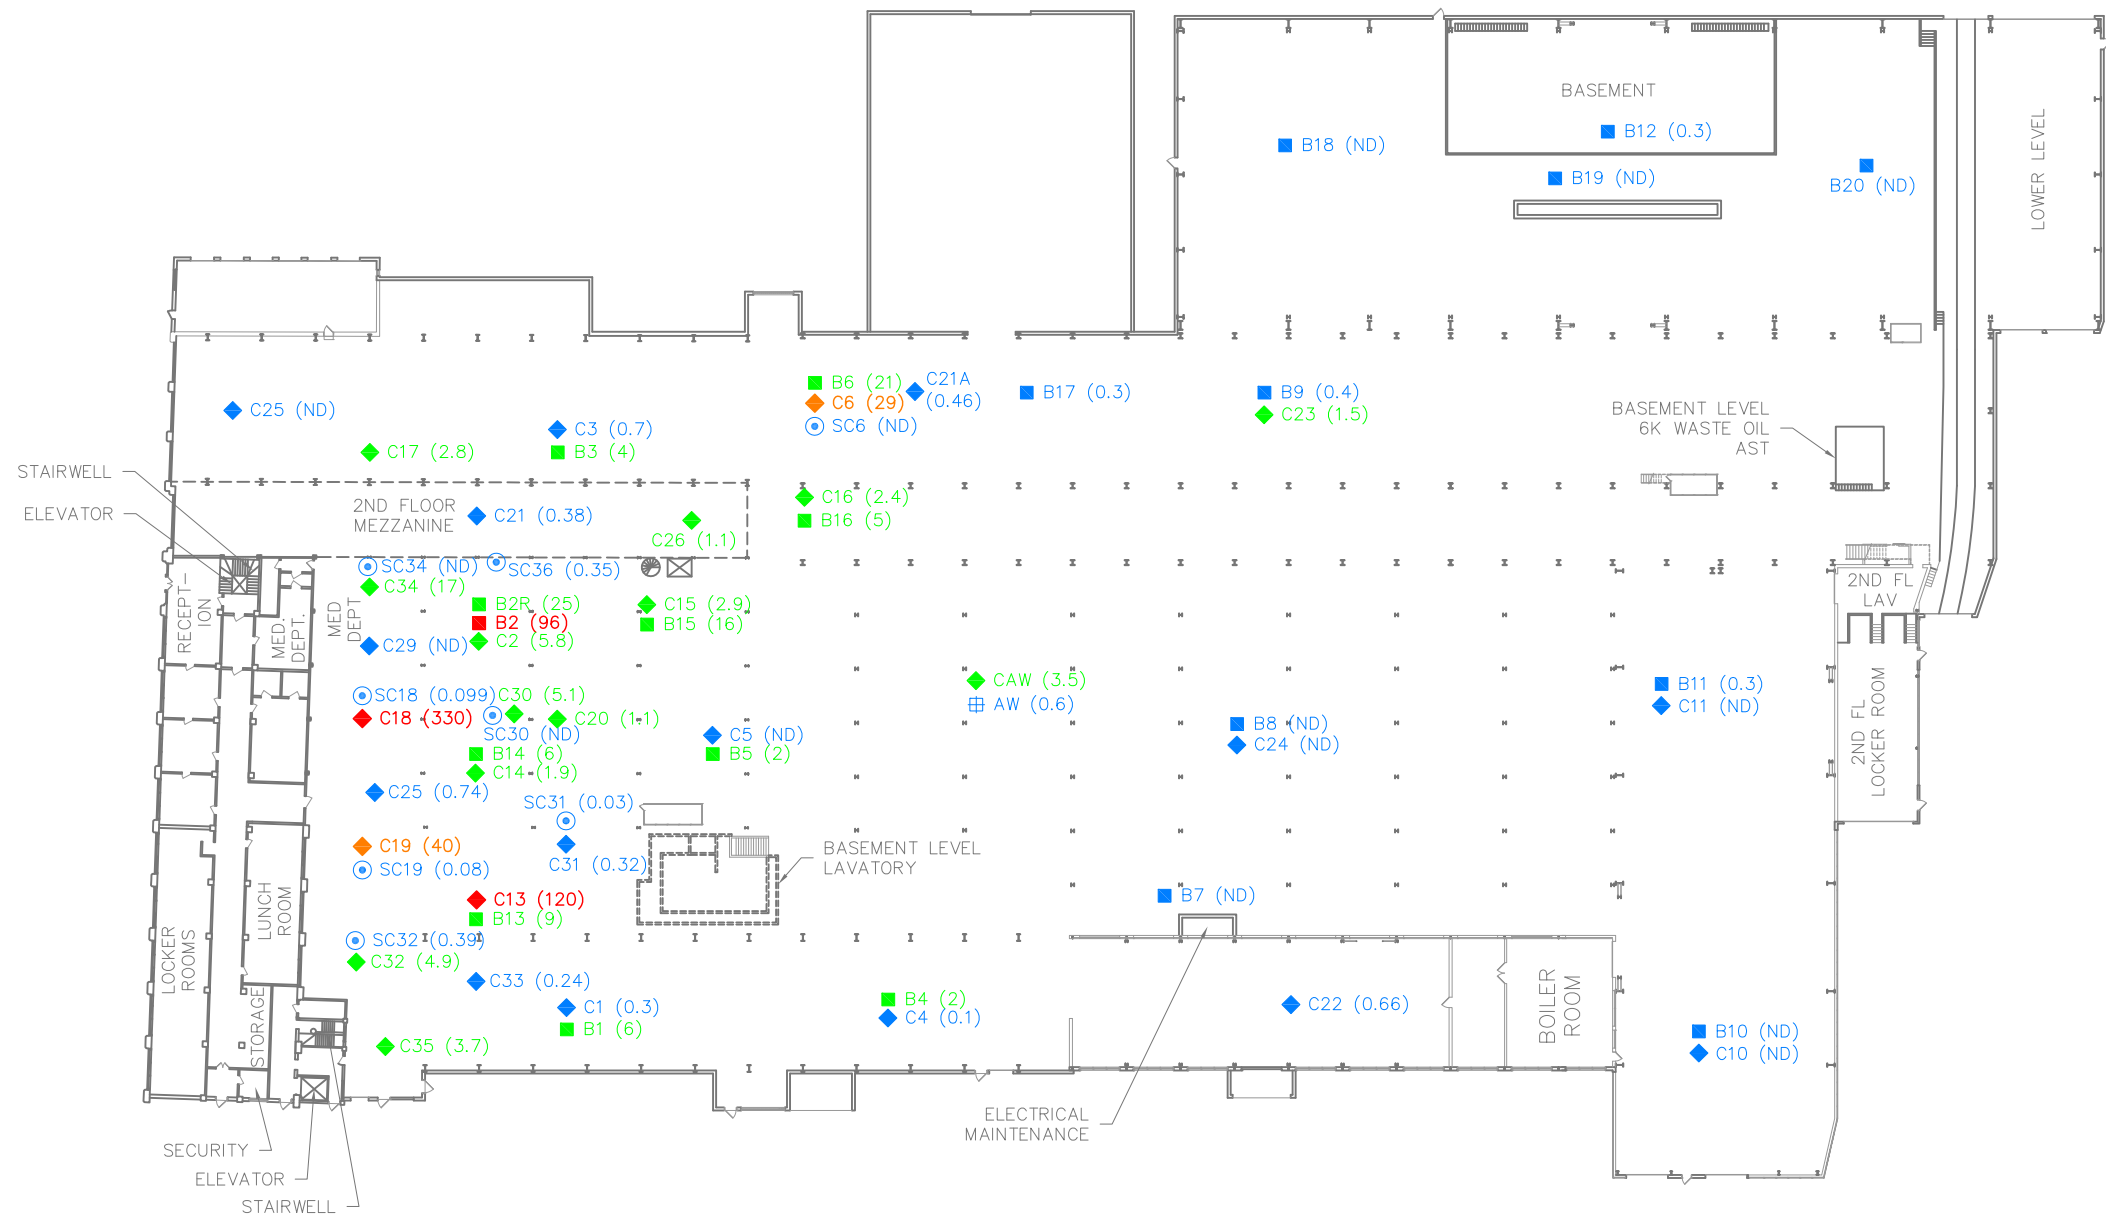 BASEMENT
B12 (0.3)
B18 (ND)
B19 (ND)
B20 (ND)
LOWER LEVEL
B6 (21)
C6 (29)
SC6 (ND)
C21A
(0.46)
B17 (0.3)
B9 (0.4)
C23 (1.5)
C25 (ND)
C3 (0.7)
B3 (4)
C17 (2.8)
BASEMENT LEVEL
6K WASTE OIL
AST
STAIRWELL
ELEVATOR
2ND FLOOR
MEZZANINE
C21 (0.38)
C26 (1.1)
C16 (2.4)
B16 (5)
SC34 (ND)
SC36 (0.35)
C34 (17)
B2R (25)
B2 (96)
C2 (5.8)
C15 (2.9)
B15 (16)
RECEPT-
ION
MED.
DEPT.
MED
DEPT
C29 (ND)
2ND FL
LAV
2ND FL
LOCKER ROOM
SC18 (0.099)
C18 (330)
C30 (5.1)
SC30 (ND)
C20 (1.1)
B14 (6)
C14 (1.9)
C5 (ND)
B5 (2)
CAW (3.5)
AW (0.6)
B8 (ND)
C24 (ND)
B11 (0.3)
C11 (ND)
C25 (0.74)
SC31 (0.03)
C31 (0.32)
C19 (40)
SC19 (0.08)
BASEMENT LEVEL
LAVATORY
C13 (120)
B13 (9)
B7 (ND)
LUNCH
ROOM
LOCKER
ROOMS
SC32 (0.39)
C32 (4.9)
C33 (0.24)
C1 (0.3)
B1 (6)
B4 (2)
C4 (0.1)
C22 (0.66)
BOILER
ROOM
B10 (ND)
C10 (ND)
STORAGE
C35 (3.7)
ELECTRICAL
MAINTENANCE
SECURITY
ELEVATOR
STAIRWELL